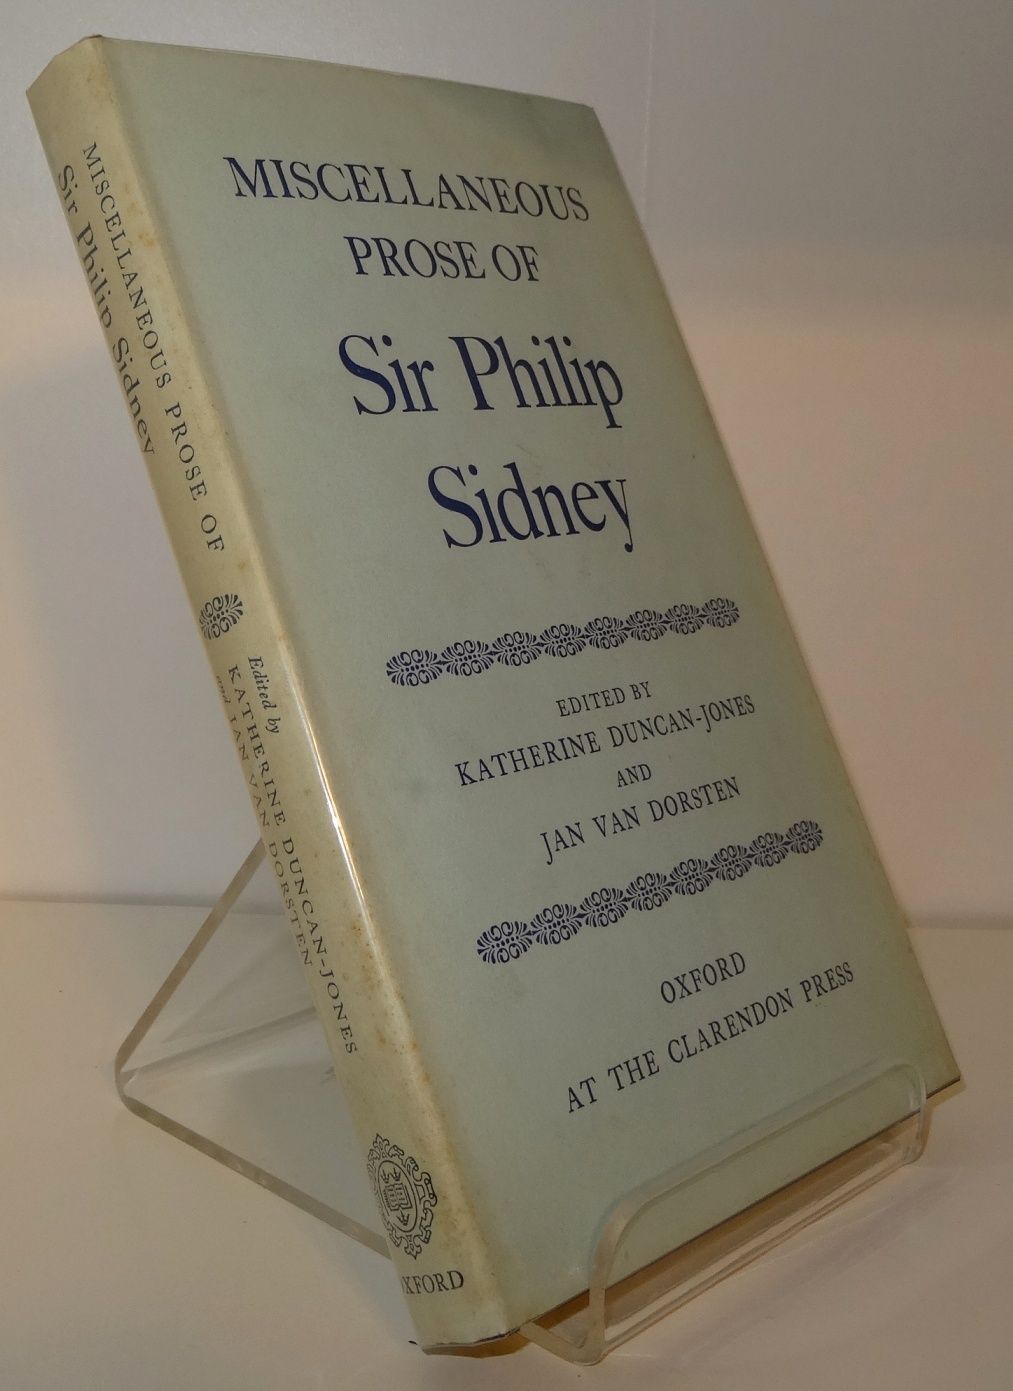 MISCELLANEOUS
PROSE OF
Sir Philip
Sidney
EDITED BY
KATHERINE DUNCAN-JONES
AND
JAN VAN DORSTEN
OXFORD
AT THE CLARENDON PRESS
MISCELLANEOUS PROSE OF
Sir Philip Sidney
Edited by
KATHERINE DUNCAN-JONES
and JAN VAN DORSTEN
OXFORD